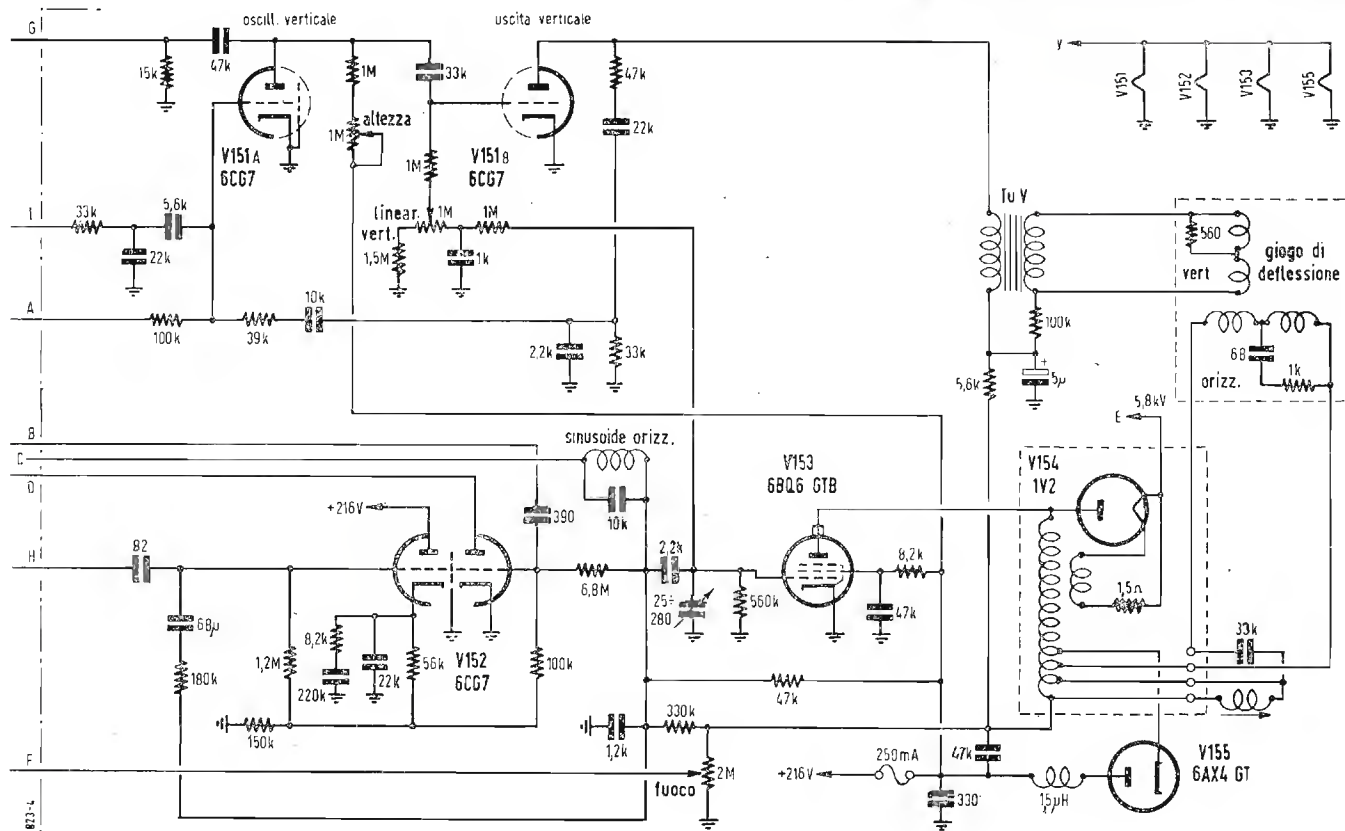 oscill. verticale
uscita verticale
G
y
47k
15k
1M
33k
47k
22k
V151
V152
V153
V155
altezza
1M
V151A
6CG7
1M
V151B
6CG7
Tu V
I
33k
5,6k
22k
linear.
vert.
1M
1M
1,5M
1k
560
vert
giogo di
deflessione
A
100k
39k
10k
2,2k
33k
100k
5,6k
+
5µ
68
1k
orizz.
B
C
D
sinusoide orizz.
10k
V153
6BQ6 GTB
5,8kV
E
V154
1V2
+216V
390
H
82
6,8M
2,2k
25÷
280
560k
8,2k
47k
1,5Ω
68µ
180k
1,2M
8,2k
220k
22k
56k
V152
6CG7
100k
47k
33k
150k
1,2k
330k
F
2M
fuoco
+216V
250mA
47k
330
15µH
V155
6AX4 GT
823-4